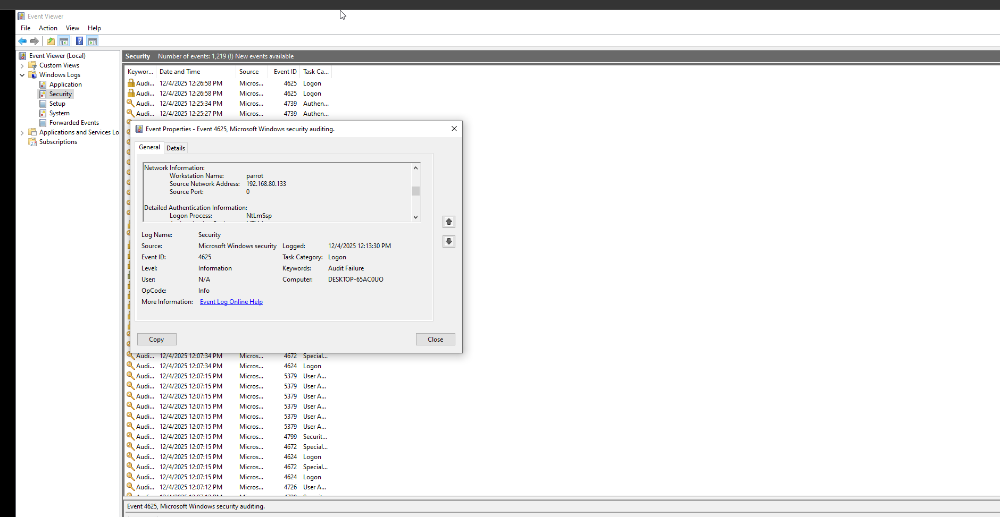 Event Viewer
File Action View Help
Event Viewer (Local)
Custom Views
Windows Logs
Application
Security
Setup
System
Forwarded Events
Applications and Services Lo
Subscriptions
Security Number of events: 1,219 (!) New events available
Keywor... Date and Time Source Event ID Task Ca...
Audi... 12/4/2025 12:26:58 PM Micros... 4625 Logon
Audi... 12/4/2025 12:26:58 PM Micros... 4625 Logon
Audi... 12/4/2025 12:25:34 PM Micros... 4739 Authen...
Audi... 12/4/2025 12:25:27 PM Micros... 4739 Authen...
Event Properties - Event 4625, Microsoft Windows security auditing.
General Details
Network Information:
Workstation Name: parrot
Source Network Address: 192.168.80.133
Source Port: 0
Detailed Authentication Information:
Logon Process: NtLmSsp
Log Name: Security
Source: Microsoft Windows security Logged: 12/4/2025 12:13:30 PM
Event ID: 4625 Task Category: Logon
Level: Information Keywords: Audit Failure
User: N/A Computer: DESKTOP-65AC0UO
OpCode: Info
More Information: Event Log Online Help
Copy Close
Audi... 12/4/2025 12:07:34 PM Micros... 4672 Special...
Audi... 12/4/2025 12:07:34 PM Micros... 4624 Logon
Audi... 12/4/2025 12:07:15 PM Micros... 5379 User A...
Audi... 12/4/2025 12:07:15 PM Micros... 5379 User A...
Audi... 12/4/2025 12:07:15 PM Micros... 5379 User A...
Audi... 12/4/2025 12:07:15 PM Micros... 5379 User A...
Audi... 12/4/2025 12:07:15 PM Micros... 5379 User A...
Audi... 12/4/2025 12:07:15 PM Micros... 5379 User A...
Audi... 12/4/2025 12:07:15 PM Micros... 4799 Securit...
Audi... 12/4/2025 12:07:15 PM Micros... 4672 Special...
Audi... 12/4/2025 12:07:15 PM Micros... 4624 Logon
Audi... 12/4/2025 12:07:15 PM Micros... 4672 Special...
Audi... 12/4/2025 12:07:15 PM Micros... 4624 Logon
Audi... 12/4/2025 12:07:12 PM Micros... 4726 User A...
Event 4625, Microsoft Windows security auditing.